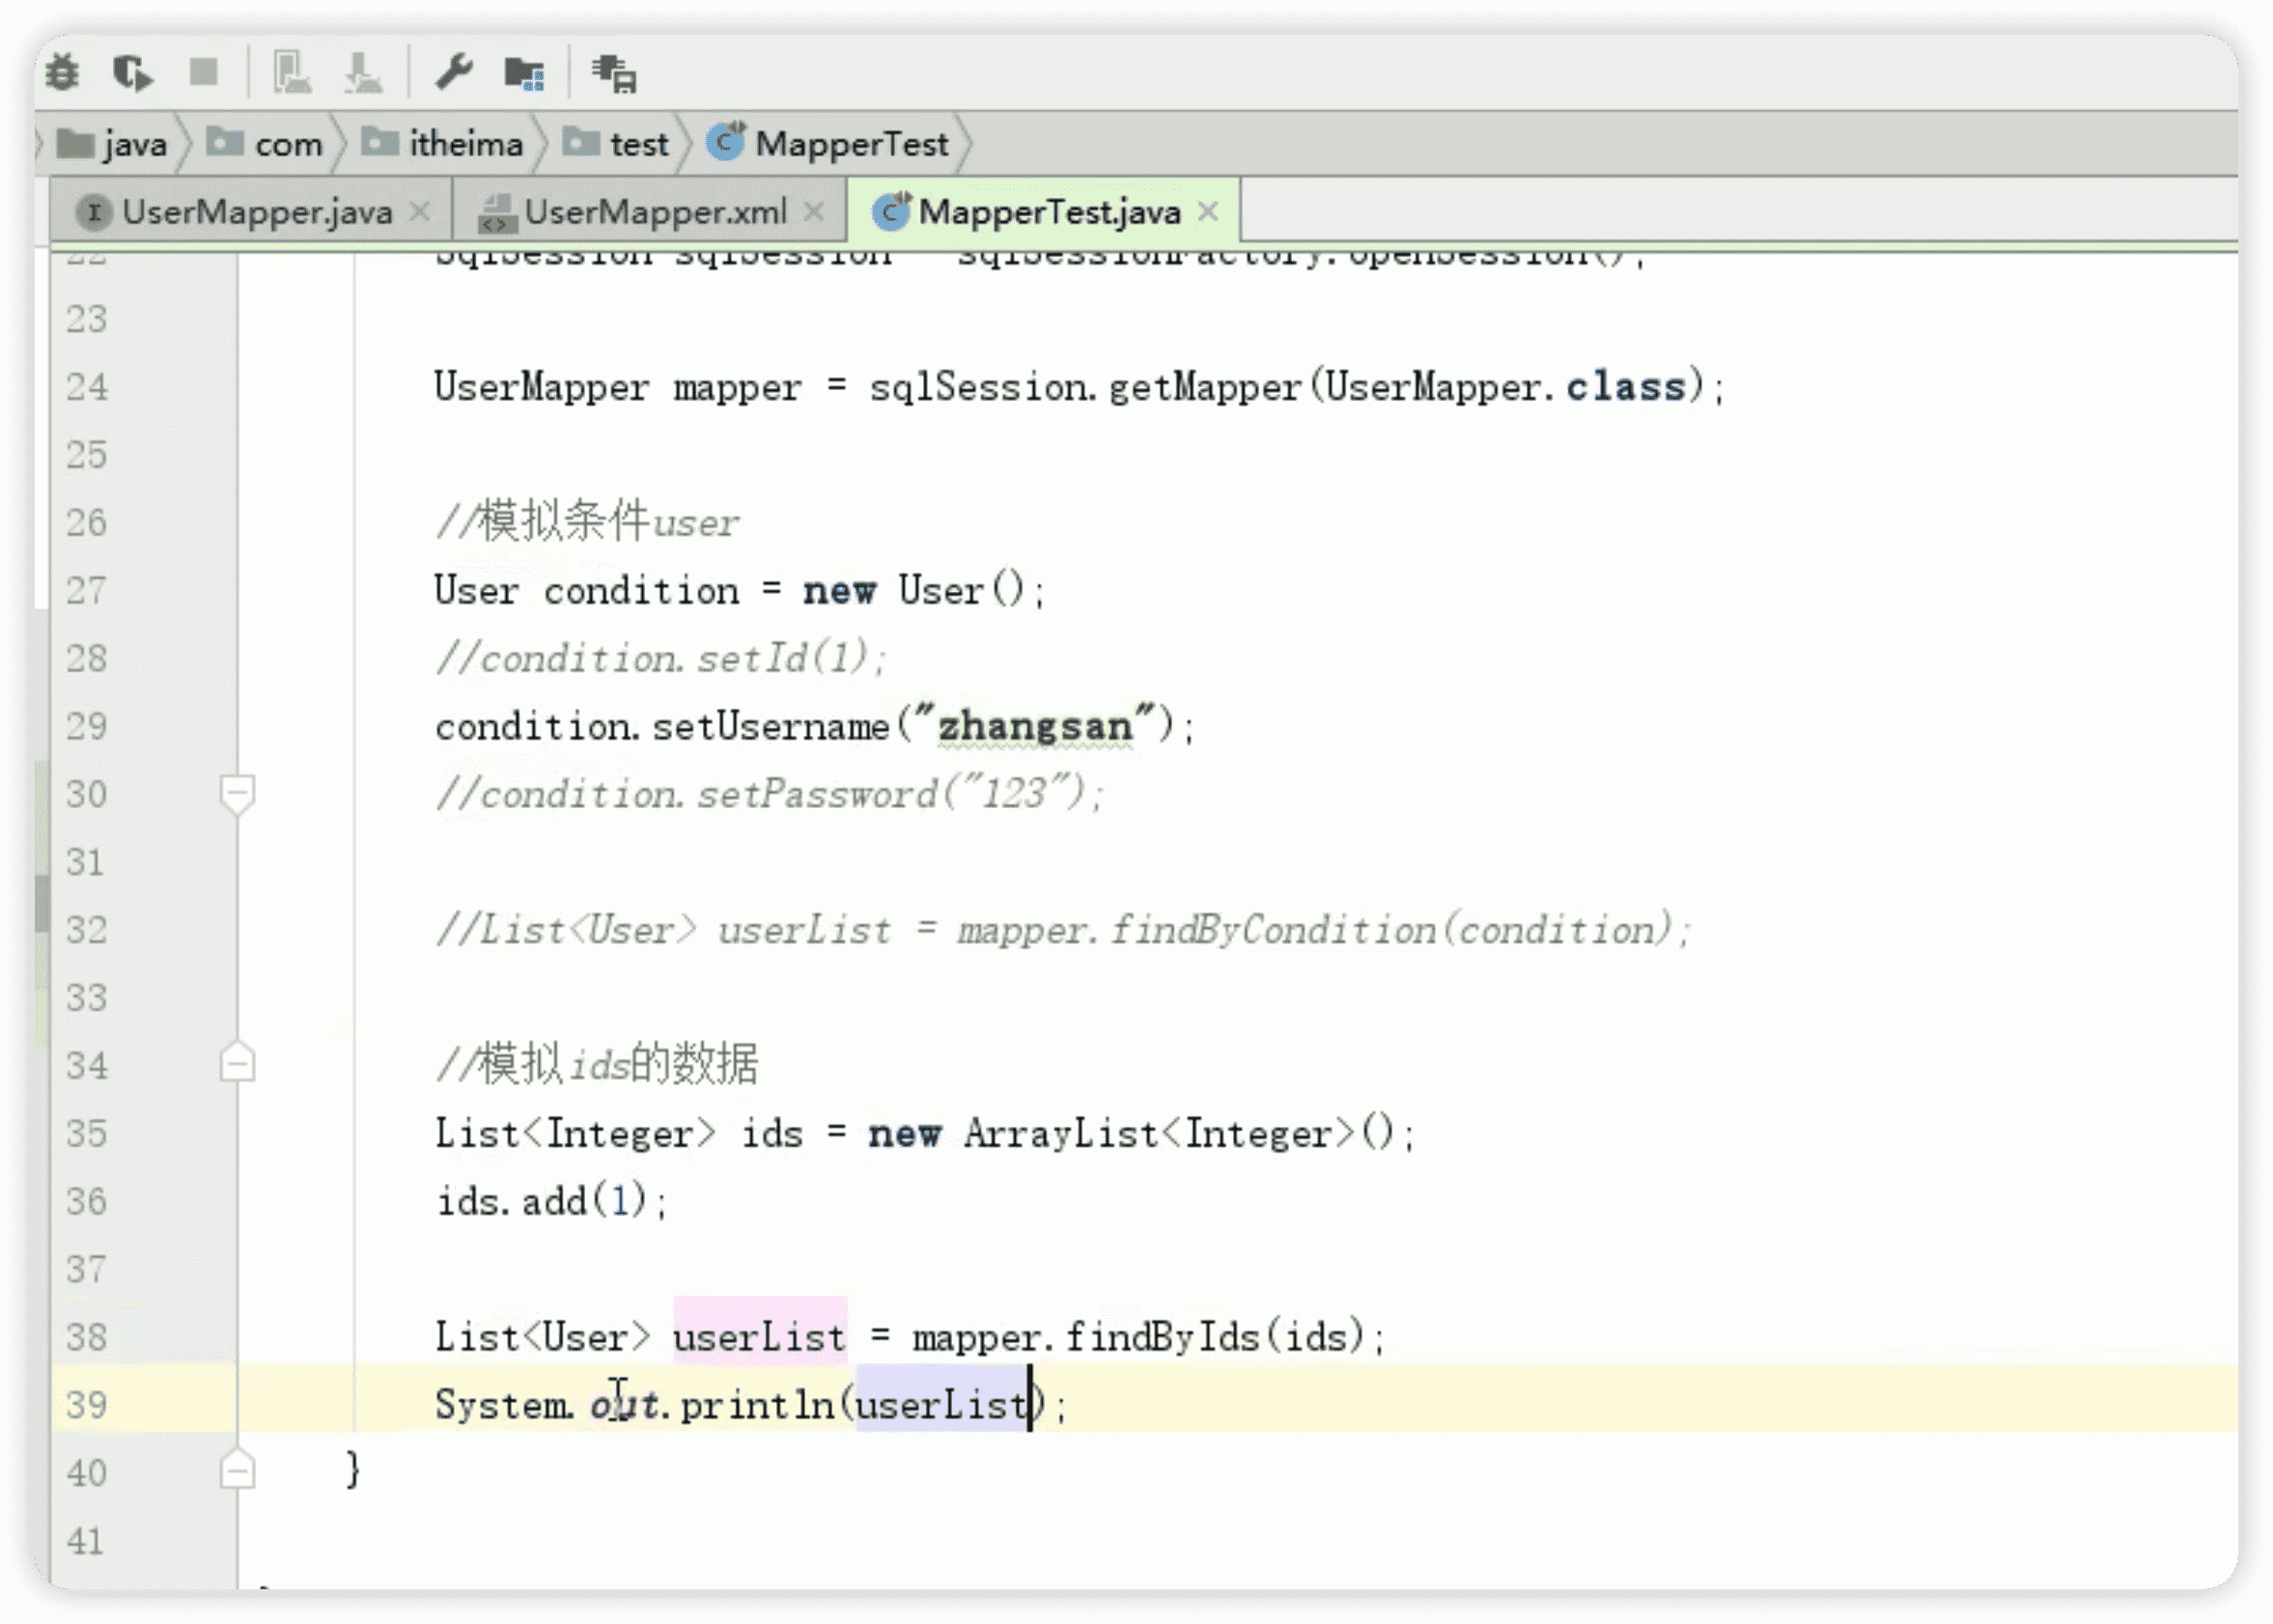 java com itheima test MapperTest
UserMapper.java UserMapper.xml MapperTest.java
22 SqlSession sqlSession = sqlSessionFactory.openSession();
23
24 UserMapper mapper = sqlSession.getMapper(UserMapper.class);
25
26 //模拟条件user
27 User condition = new User();
28 //condition.setId(1);
29 condition.setUsername("zhangsan");
30 //condition.setPassword("123");
31
32 //List<User> userList = mapper.findByCondition(condition);
33
34 //模拟ids的数据
35 List<Integer> ids = new ArrayList<Integer>();
36 ids.add(1);
37
38 List<User> userList = mapper.findByIds(ids);
39 System.out.println(userList);
40 }
41